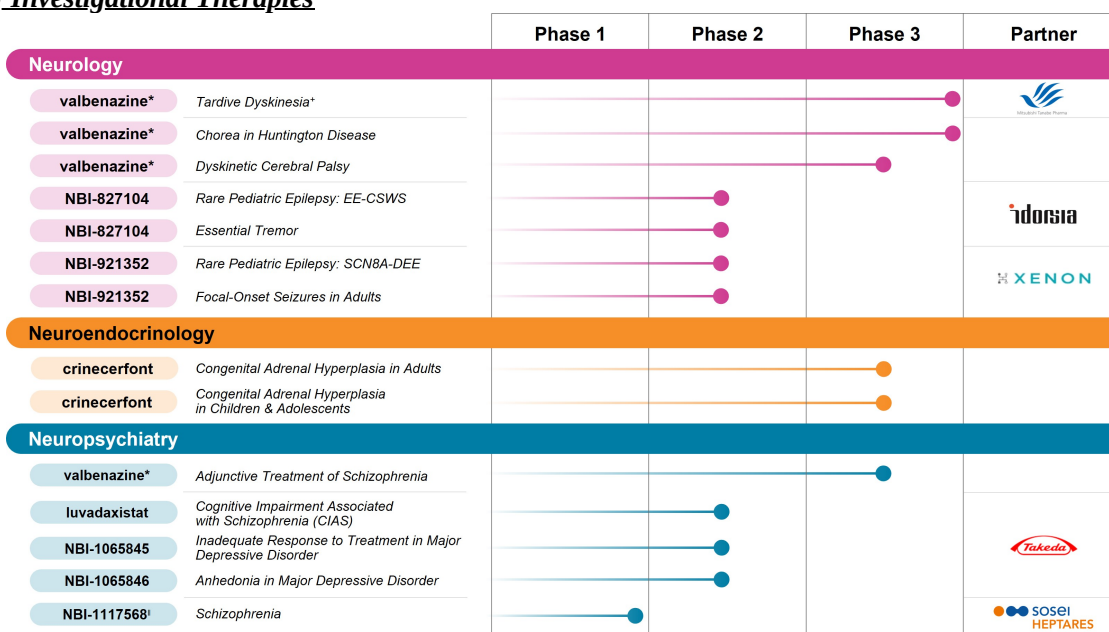 Investigational Therapies
Phase 1 Phase 2 Phase 3 Partner
Neurology
valbenazine* Tardive Dyskinesia+
Mitsubishi Tanabe Pharma
valbenazine* Chorea in Huntington Disease
valbenazine* Dyskinetic Cerebral Palsy
NBI-827104 Rare Pediatric Epilepsy: EE-CSWS
idorsia
NBI-827104 Essential Tremor
NBI-921352 Rare Pediatric Epilepsy: SCN8A-DEE
XENON
NBI-921352 Focal-Onset Seizures in Adults
Neuroendocrinology
crinecerfont Congenital Adrenal Hyperplasia in Adults
crinecerfont Congenital Adrenal Hyperplasia
in Children & Adolescents
Neuropsychiatry
valbenazine* Adjunctive Treatment of Schizophrenia
luvadaxistat Cognitive Impairment Associated
with Schizophrenia (CIAS)
NBI-1065845 Inadequate Response to Treatment in Major
Depressive Disorder
Takeda
NBI-1065846 Anhedonia in Major Depressive Disorder
NBI-1117568 Schizophrenia
sosei
HEPTARES